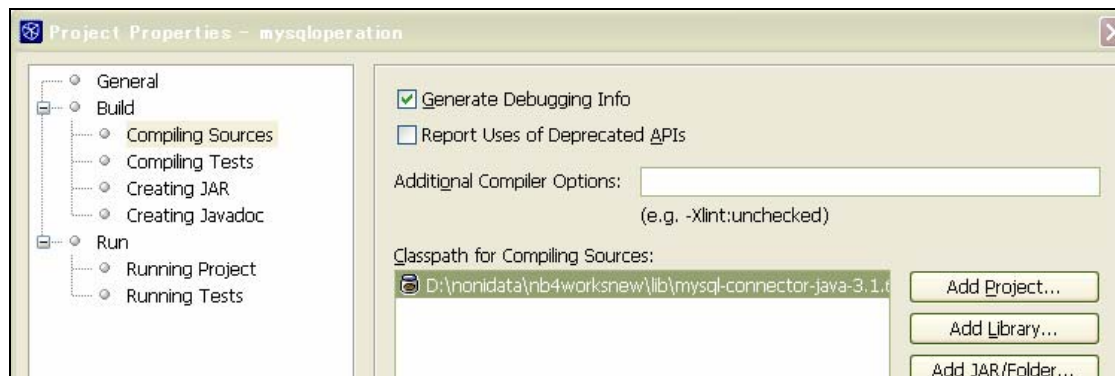 Project Properties - mysqloperation
General
Build
Compiling Sources
Compiling Tests
Creating JAR
Creating Javadoc
Run
Running Project
Running Tests
Generate Debugging Info
Report Uses of Deprecated APIs
Additional Compiler Options:
(e.g. -Xlint:unchecked)
Classpath for Compiling Sources:
D:\nonidata\nb4worksnew\lib\mysql-connector-java-3.1.6
Add Project...
Add Library...
Add JAR/Folder...